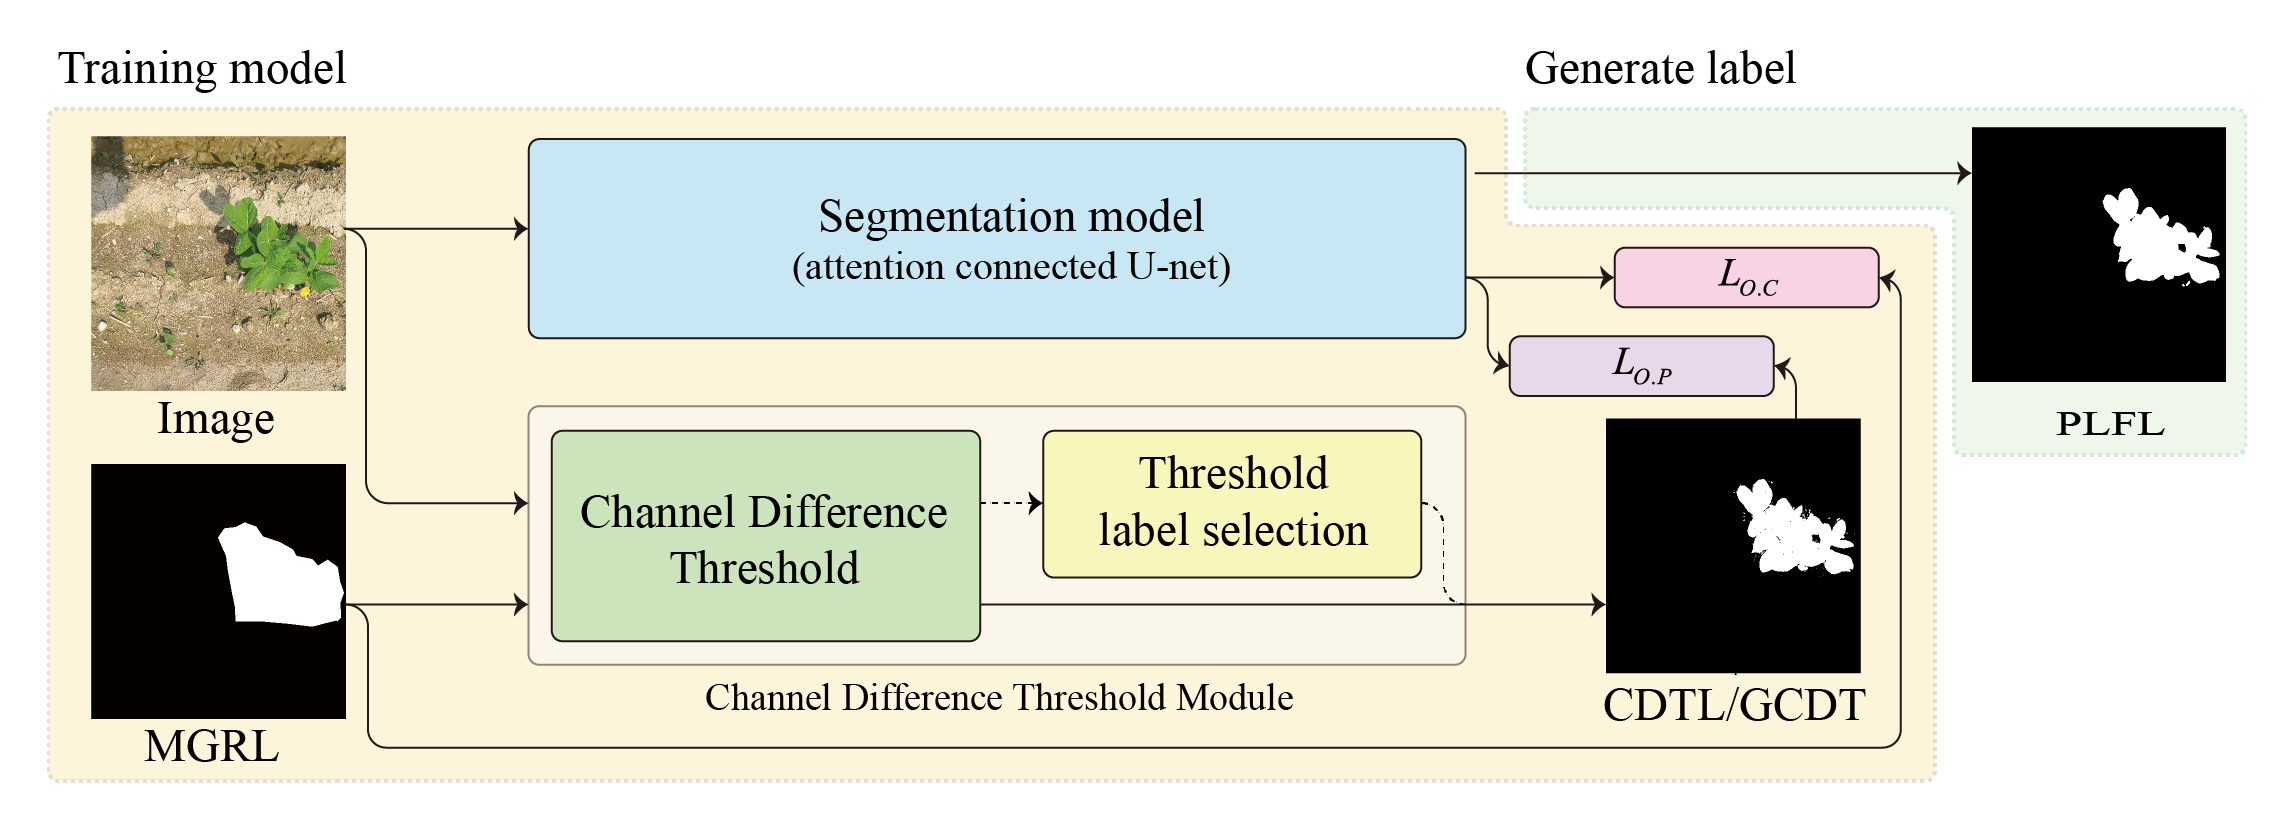 Training model
Generate label
Segmentation model
(attention connected U-net)
L_{O.C}
L_{O.P}
Image
PLFL
Channel Difference
Threshold
Threshold
label selection
Channel Difference Threshold Module
CDTL/GCDT
MGRL